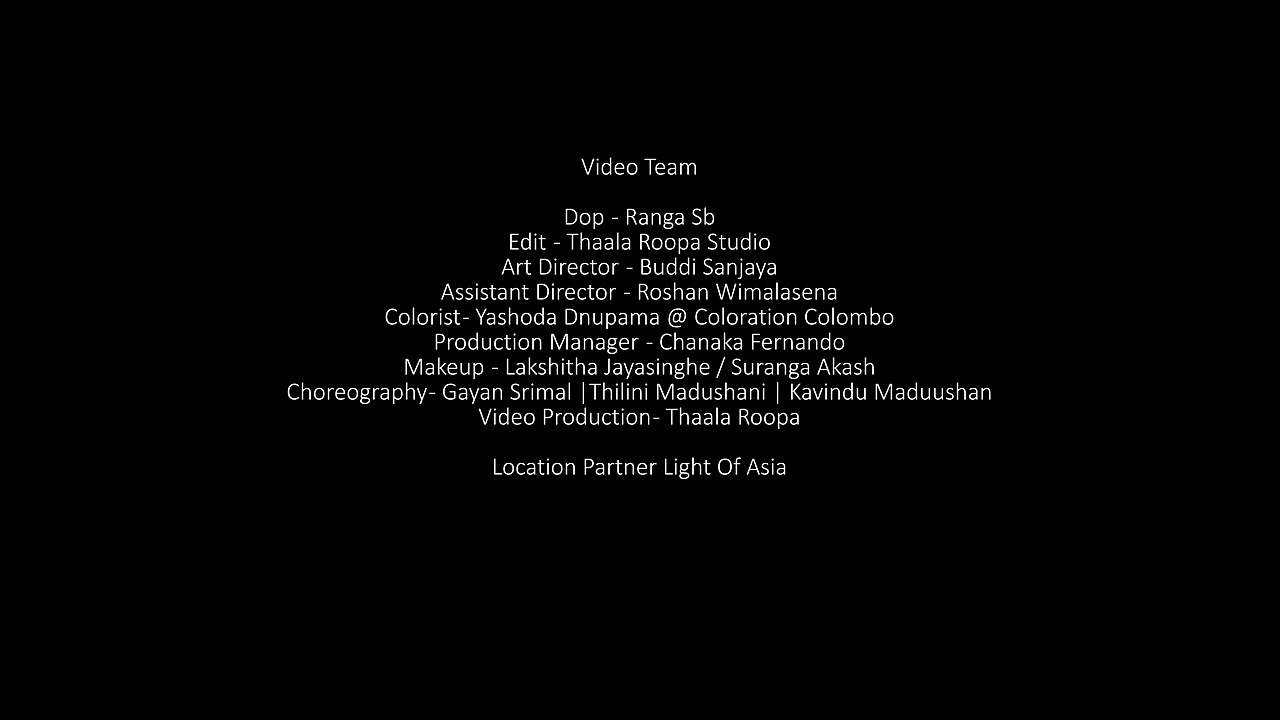 Video Team
Dop - Ranga Sb
Edit - Thaala Roopa Studio
Art Director - Buddi Sanjaya
Assistant Director - Roshan Wimalasena
Colorist- Yashoda Dnupama @ Coloration Colombo
Production Manager - Chanaka Fernando
Makeup - Lakshitha Jayasinghe / Suranga Akash
Choreography- Gayan Srimal |Thilini Madushani | Kavindu Maduushan
Video Production- Thaala Roopa
Location Partner Light Of Asia